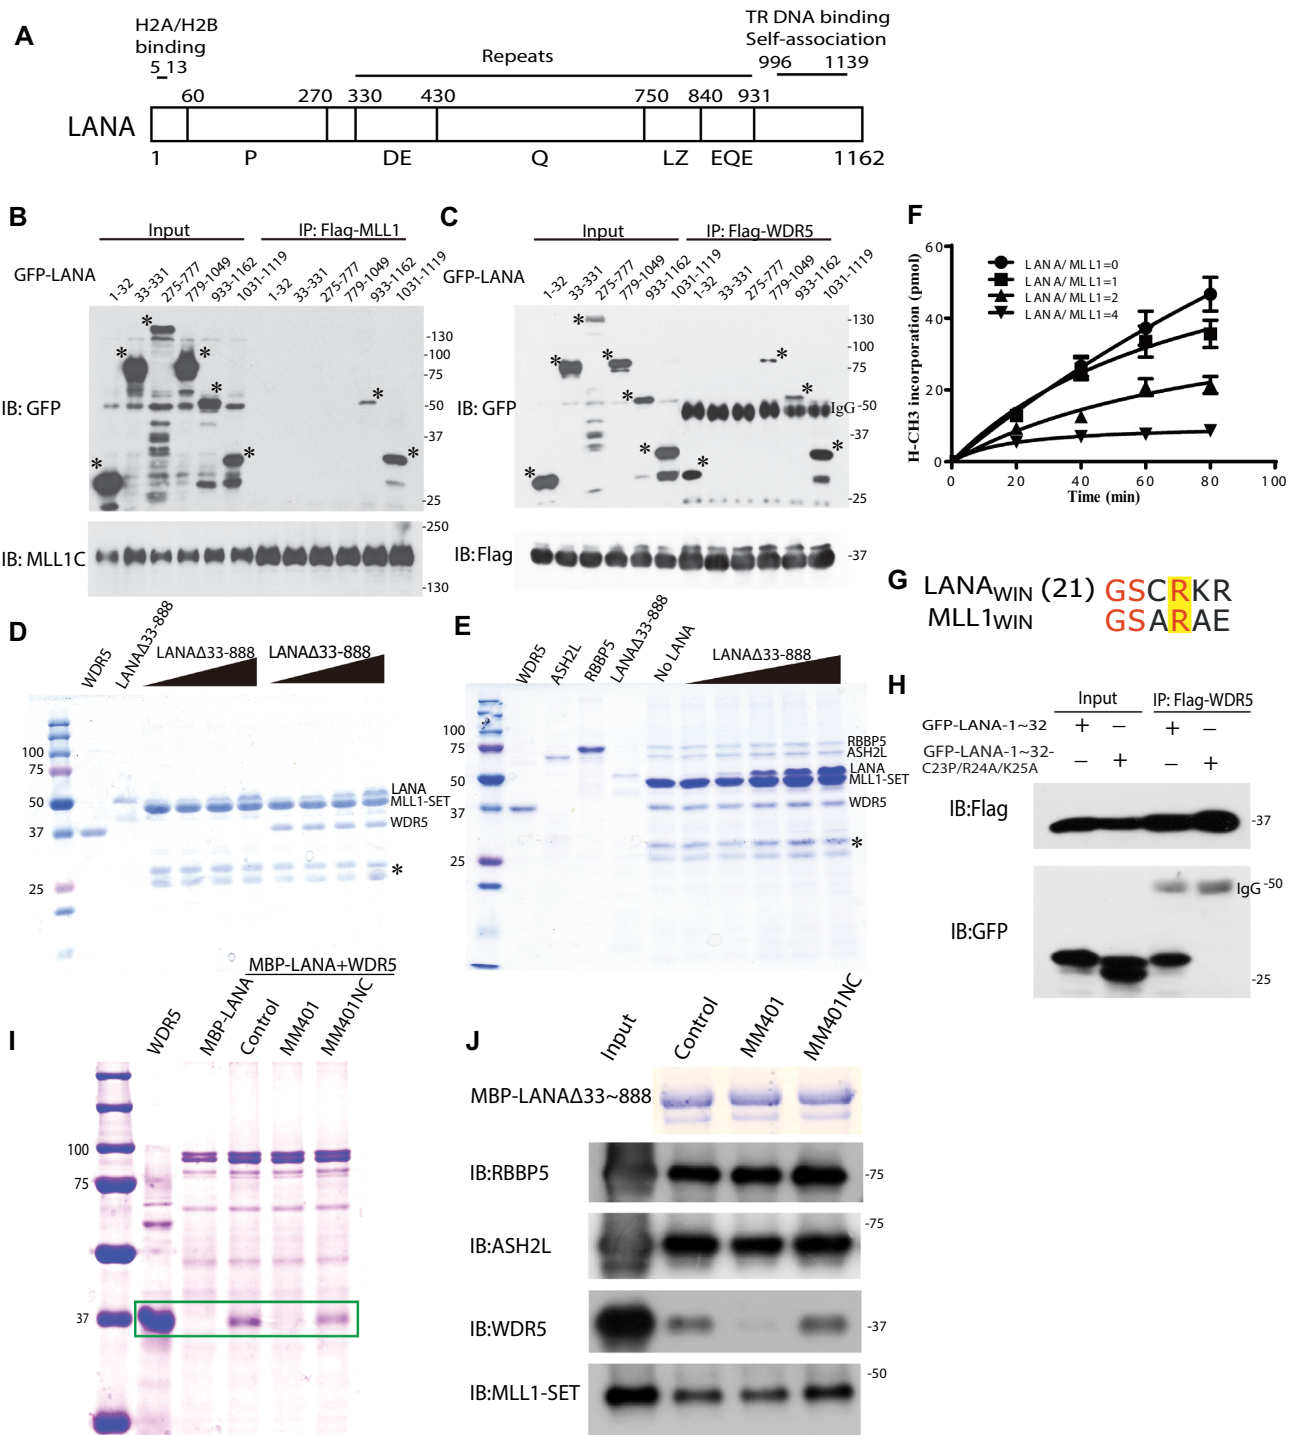 A
H2A/H2B
binding
5 13
TR DNA binding
Self-association
996 1139
Repeats
60 270 330 430 750 840 931
LANA
1 P DE Q LZ EQE 1162
B
Input IP: Flag-MLL1
GFP-LANA
1-32 33-331 275-777 779-1049 933-1162 1031-1119 1-32 33-331 275-777 779-1049 933-1162 1031-1119
IB: GFP
-130
-100
-75
-50
-37
-25
* * * * * * * *
IB: MLL1C
-250
-130
C
Input IP: Flag-WDR5
GFP-LANA
1-32 33-331 275-777 779-1049 933-1162 1031-1119 1-32 33-331 275-777 779-1049 933-1162 1031-1119
IB: GFP
-130
-100
-75
IgG -50
-37
-25
* * * * * * * * * *
IB:Flag
-37
F
H-CH3 incorporation (pmol)
60
40
20
0
0 20 40 60 80 100
Time (min)
LANA/MLL1=0
LANA/MLL1=1
LANA/MLL1=2
LANA/MLL1=4
G
LANAWIN (21) GSCRKR
MLL1WIN GSARAE
D
WDR5 LANAΔ33-888 LANAΔ33-888 LANAΔ33-888
100
75
50
37
25
LANA
MLL1-SET
WDR5
*
E
WDR5 ASH2L RBBP5 LANAΔ33-888 No LANA LANAΔ33-888
100
75
50
37
25
RBBP5
ASH2L
LANA
MLL1-SET
WDR5
*
H
Input IP: Flag-WDR5
GFP-LANA-1~32 + – + –
GFP-LANA-1~32-
C23P/R24A/K25A – + – +
IB:Flag
-37
IB:GFP
IgG -50
-25
I
MBP-LANA+WDR5
WDR5 MBP-LANA Control MM401 MM401NC
100
75
37
J
Input Control MM401 MM401NC
MBP-LANAΔ33~888
IB:RBBP5 -75
IB:ASH2L -75
IB:WDR5 -37
IB:MLL1-SET -50